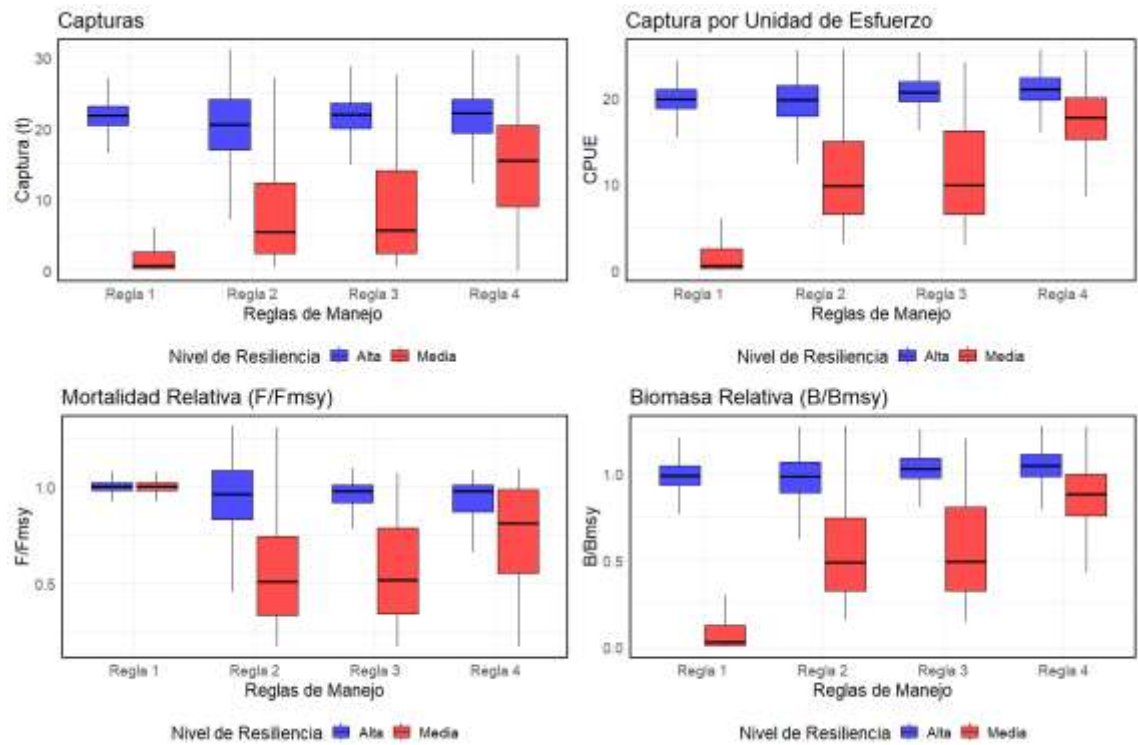 Capturas
30
20
10
0
Captura (t)
Regla 1 Regla 2 Regla 3 Regla 4
Reglas de Manejo
Nivel de Resiliencia Alta Media
Captura por Unidad de Esfuerzo
20
10
0
CPUE
Regla 1 Regla 2 Regla 3 Regla 4
Reglas de Manejo
Nivel de Resiliencia Alta Media
Mortalidad Relativa (F/Fmsy)
1.0
0.5
F/Fmsy
Regla 1 Regla 2 Regla 3 Regla 4
Reglas de Manejo
Nivel de Resiliencia Alta Media
Biomasa Relativa (B/Bmsy)
1.0
0.5
0.0
B/Bmsy
Regla 1 Regla 2 Regla 3 Regla 4
Reglas de Manejo
Nivel de Resiliencia Alta Media